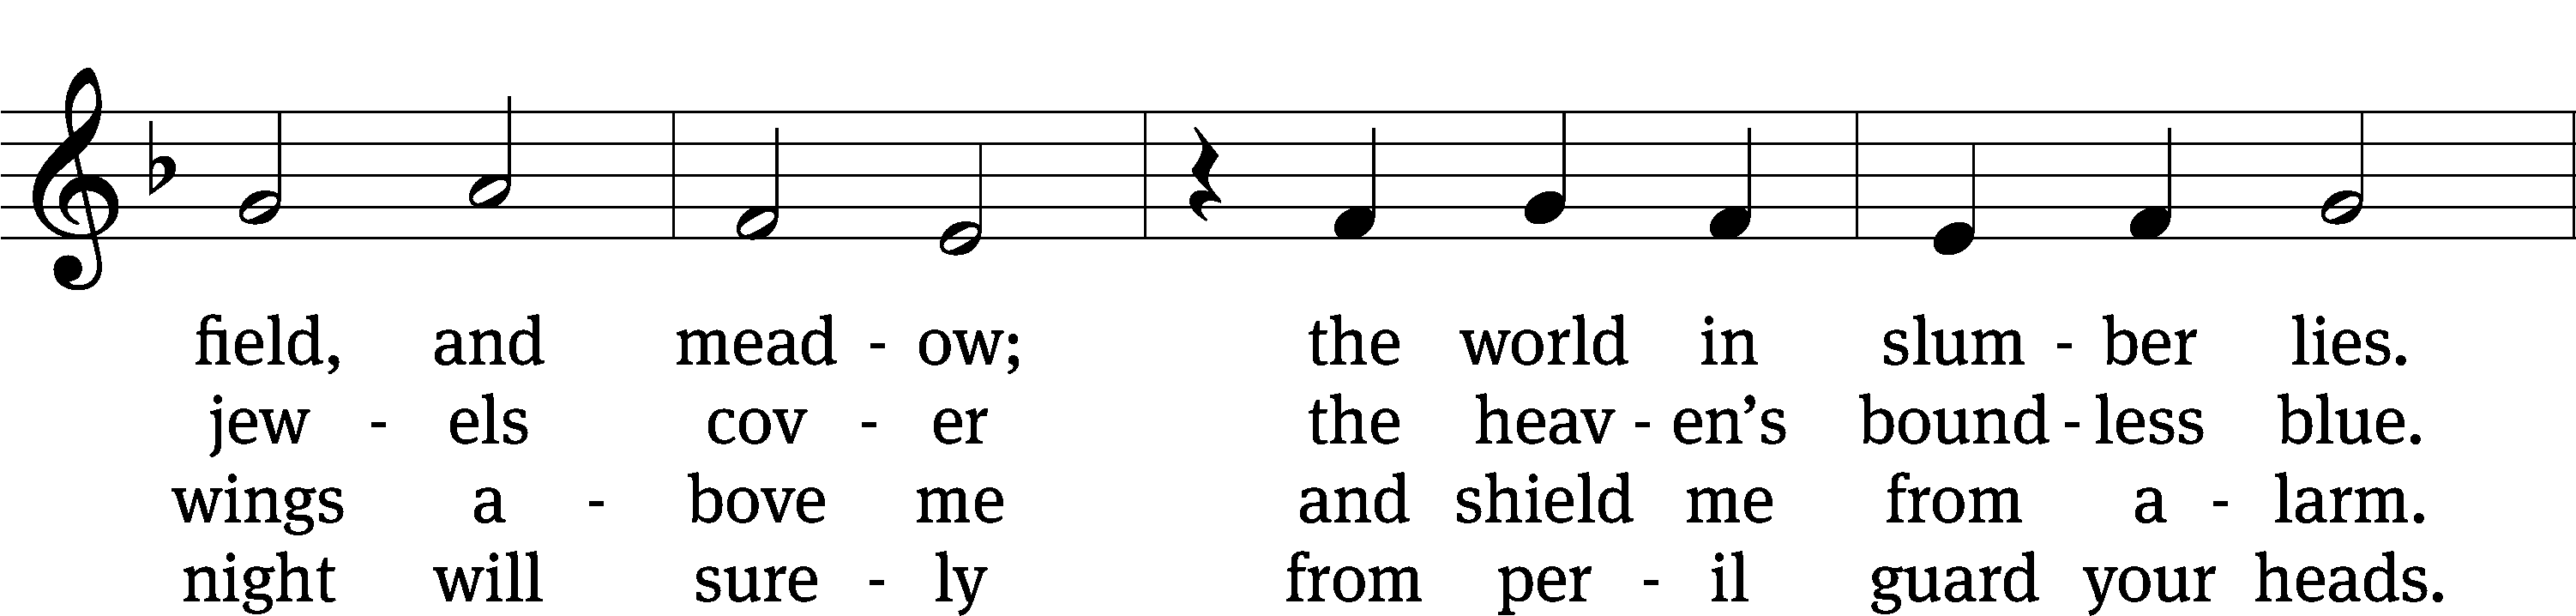 field, and mead - ow; the world in slum - ber lies.
jew - els cov - er the heav - en’s bound - less blue.
wings a - bove me and shield me from a - larm.
night will sure - ly from per - il guard your heads.